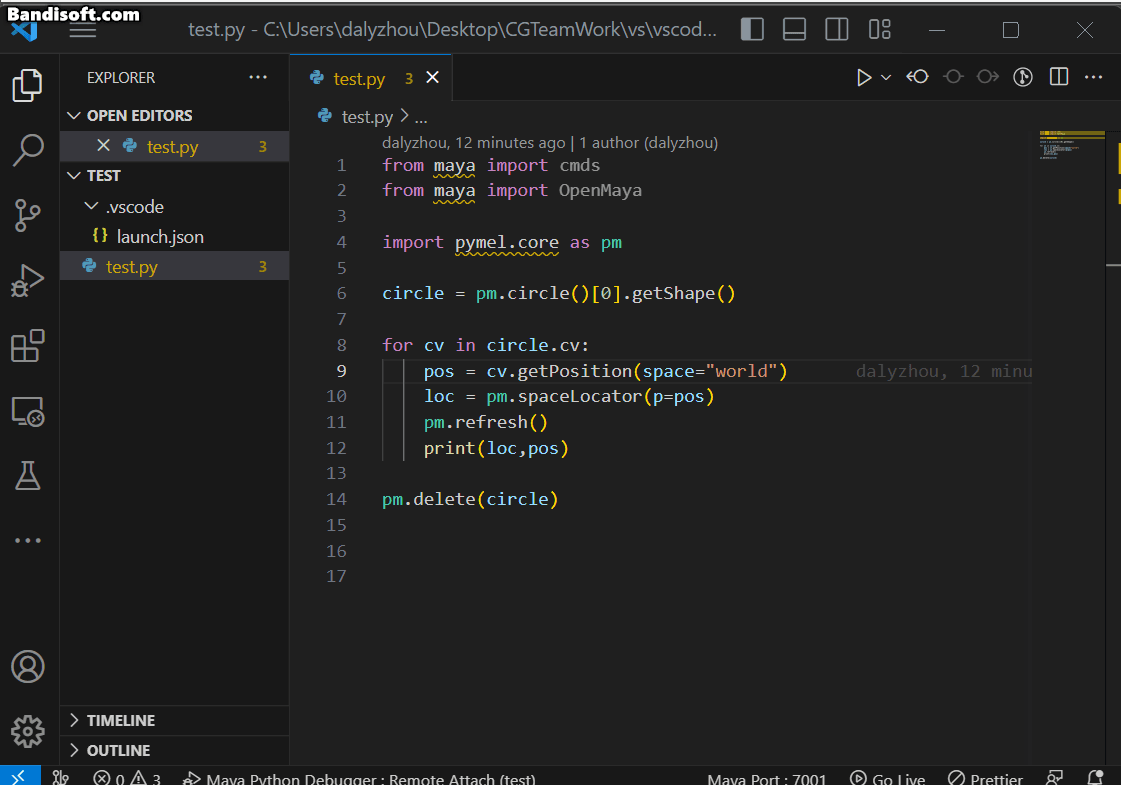 Bandisoft.com
test.py - C:\Users\dalyzhou\Desktop\CGTeamWork\vs\vscod...
EXPLORER
OPEN EDITORS
test.py 3
TEST
.vscode
{} launch.json
test.py 3
TIMELINE
OUTLINE
test.py 3
test.py > ...
dalyzhou, 12 minutes ago | 1 author (dalyzhou)
1 from maya import cmds
2 from maya import OpenMaya
3
4 import pymel.core as pm
5
6 circle = pm.circle()[0].getShape()
7
8 for cv in circle.cv:
9 pos = cv.getPosition(space="world") dalyzhou, 12 minu
10 loc = pm.spaceLocator(p=pos)
11 pm.refresh()
12 print(loc,pos)
13
14 pm.delete(circle)
15
16
17
0 3 Maya Python Debugger : Remote Attach (test) Maya Port : 7001 Go Live Prettier